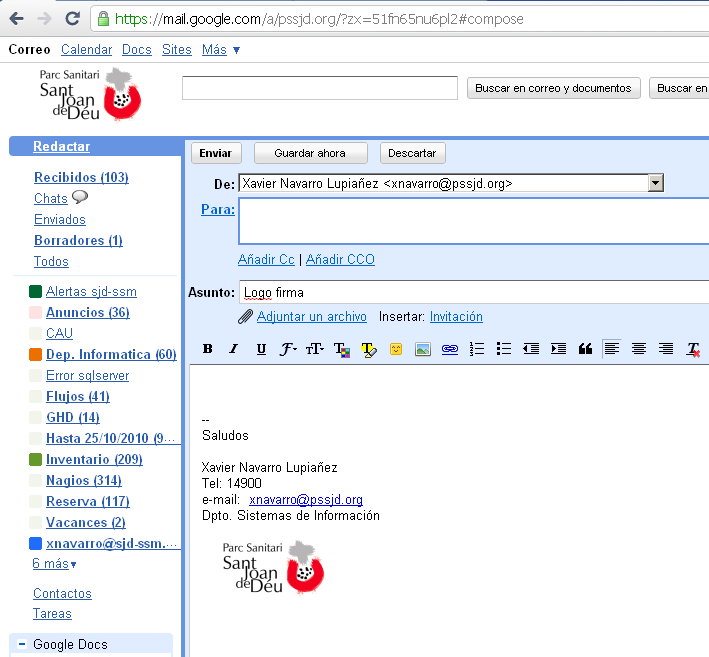 https://mail.google.com/a/pssjd.org/?zx=51fn65nu6pl2#compose
Correo Calendar Docs Sites Más ▼
Parc Sanitari
Sant
Joan
de Déu
Buscar en correo y documentos Buscar en
Redactar
Recibidos (103)
Chats
Enviados
Borradores (1)
Todos
Alertas sjd-ssm
Anuncios (36)
CAU
Dep. Informatica (60)
Error sqlserver
Flujos (41)
GHD (14)
Hasta 25/10/2010 (9...
Inventario (209)
Nagios (314)
Reserva (117)
Vacances (2)
xnavarro@sjd-ssm....
6 más▼
Contactos
Tareas
Google Docs
Enviar Guardar ahora Descartar
De: Xavier Navarro Lupiañez <xnavarro@pssjd.org>
Para:
Añadir Cc | Añadir CCO
Asunto: Logo firma
Adjuntar un archivo Insertar: Invitación
--
Saludos
Xavier Navarro Lupiañez
Tel: 14900
e-mail: xnavarro@pssjd.org
Dpto. Sistemas de Información
Parc Sanitari
Sant
Joan
de Déu